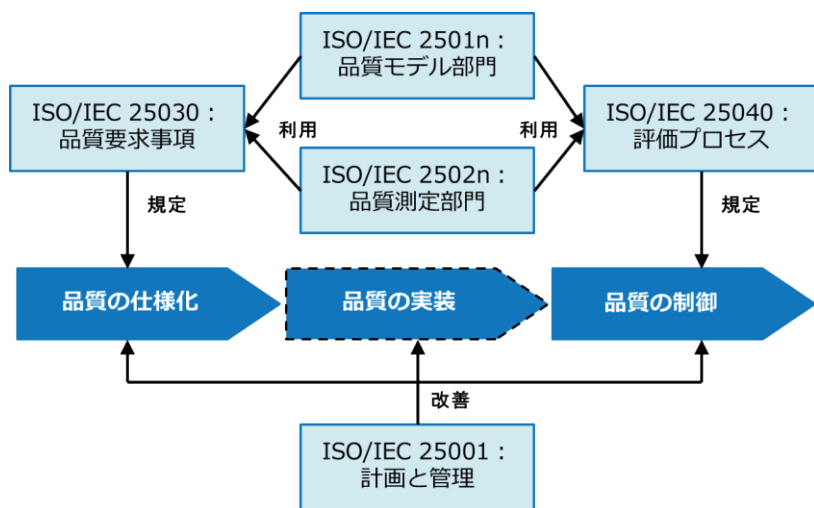 ISO/IEC 2501n：
品質モデル部門
ISO/IEC 25030：
品質要求事項
ISO/IEC 25040：
評価プロセス
利用
利用
ISO/IEC 2502n：
品質測定部門
規定
規定
品質の仕様化
品質の実装
品質の制御
改善
ISO/IEC 25001：
計画と管理